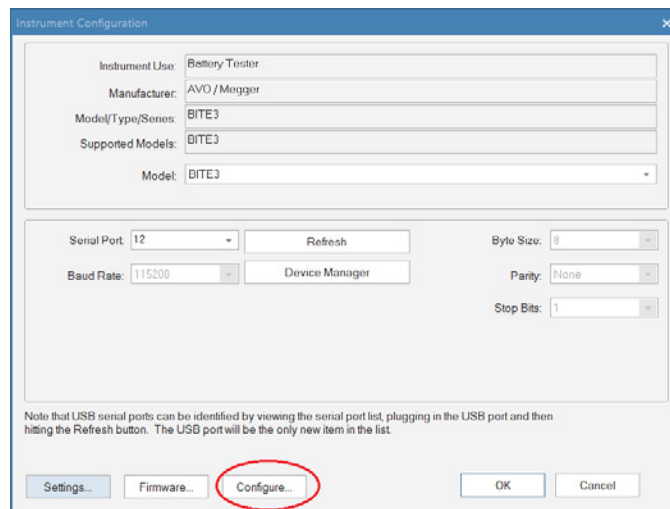 Instrument Configuration
Instrument Use: Battery Tester
Manufacturer: AVO / Megger
Model/Type/Series: BITE3
Supported Models: BITE3
Model: BITE3
Serial Port: 12 Refresh Byte Size: 8
Baud Rate: 115200 Device Manager Parity: None
Stop Bits: 1
Note that USB serial ports can be identified by viewing the serial port list, plugging in the USB port and then
hitting the Refresh button. The USB port will be the only new item in the list.
Settings... Firmware... Configure... OK Cancel